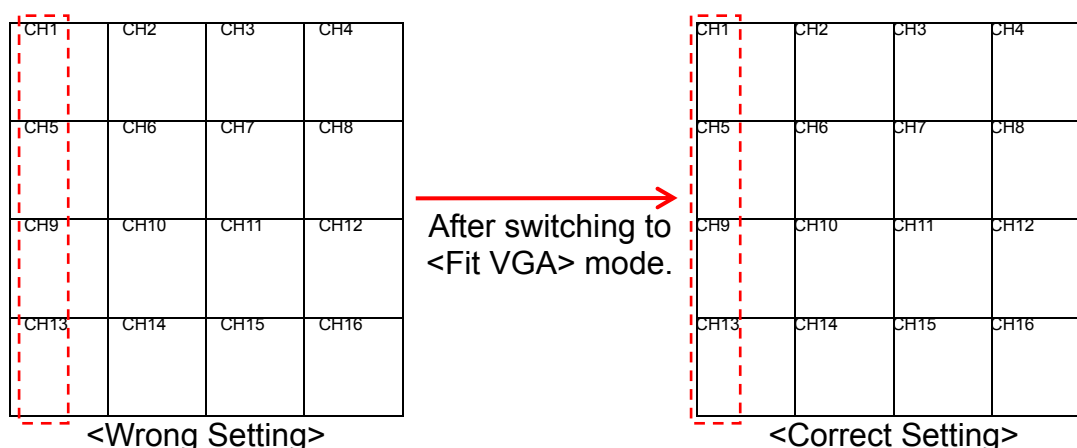 CH1 CH2 CH3 CH4
CH5 CH6 CH7 CH8
CH9 CH10 CH11 CH12
CH13 CH14 CH15 CH16
<Wrong Setting>
After switching to
<Fit VGA> mode.
CH1 CH2 CH3 CH4
CH5 CH6 CH7 CH8
CH9 CH10 CH11 CH12
CH13 CH14 CH15 CH16
<Correct Setting>